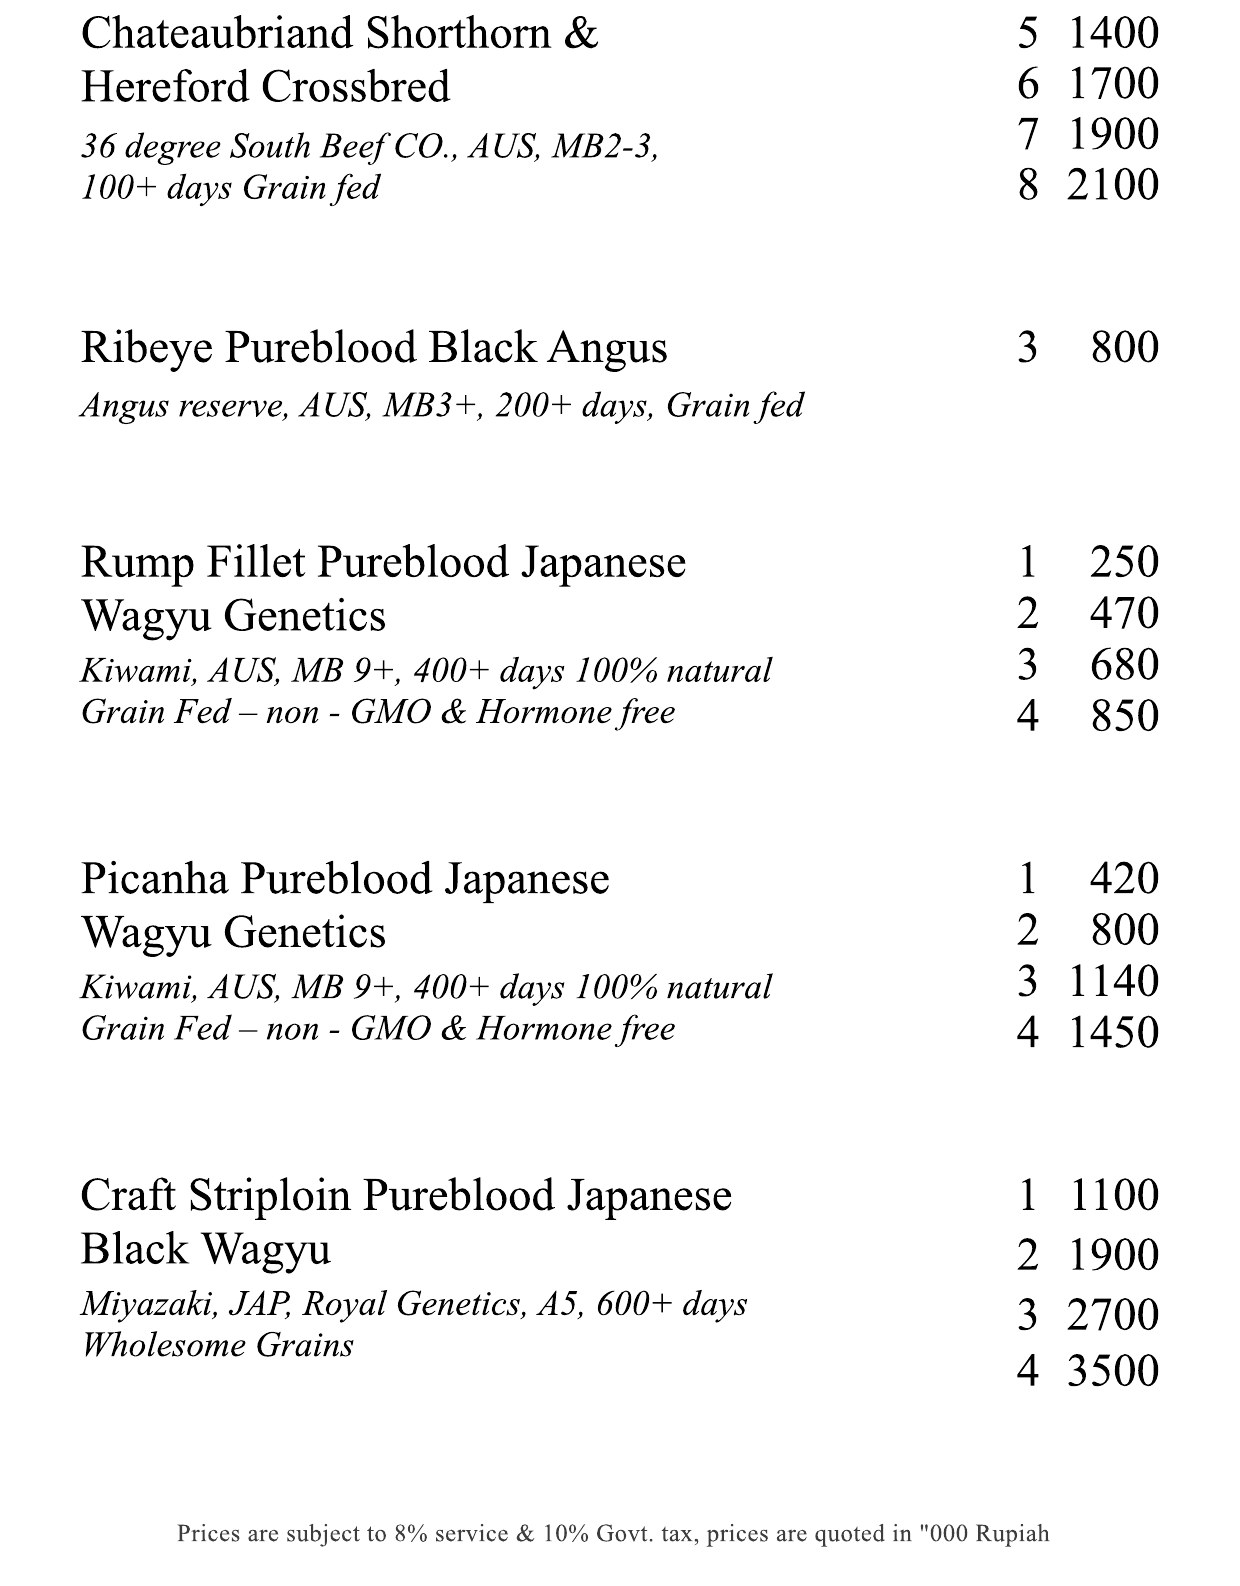 Chateaubriand Shorthorn & 5 1400
Hereford Crossbred 6 1700
36 degree South Beef CO., AUS, MB2-3, 7 1900
100+ days Grain fed 8 2100
Ribeye Pureblood Black Angus 3 800
Angus reserve, AUS, MB3+, 200+ days, Grain fed
Rump Fillet Pureblood Japanese 1 250
Wagyu Genetics 2 470
Kiwami, AUS, MB 9+, 400+ days 100% natural 3 680
Grain Fed – non - GMO & Hormone free 4 850
Picanha Pureblood Japanese 1 420
Wagyu Genetics 2 800
Kiwami, AUS, MB 9+, 400+ days 100% natural 3 1140
Grain Fed – non - GMO & Hormone free 4 1450
Craft Striploin Pureblood Japanese 1 1100
Black Wagyu 2 1900
Miyazaki, JAP, Royal Genetics, A5, 600+ days 3 2700
Wholesome Grains 4 3500
Prices are subject to 8% service & 10% Govt. tax, prices are quoted in "000 Rupiah